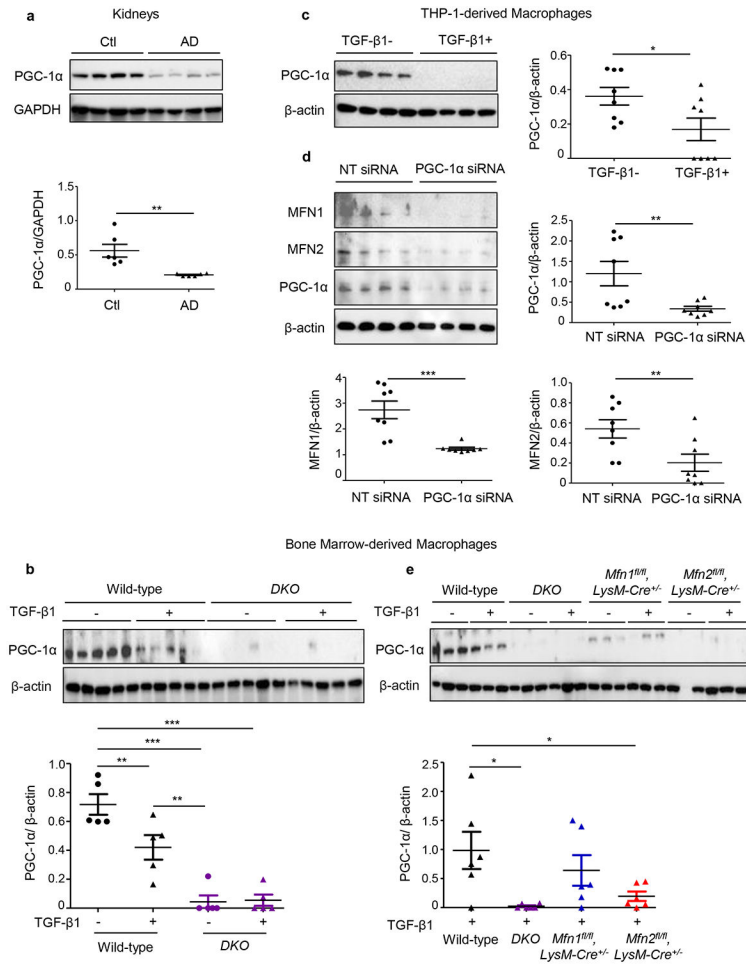 Kidneys
a
Ctl AD
PGC-1α
GAPDH
PGC-1α/GAPDH
1.5
1.0
0.5
0
**
Ctl AD
THP-1-derived Macrophages
c
TGF-β1- TGF-β1+
PGC-1α
β-actin
PGC-1α/β-actin
0.6
0.4
0.2
0.0
*
TGF-β1- TGF-β1+
d
NT siRNA PGC-1α siRNA
MFN1
MFN2
PGC-1α
β-actin
PGC-1α/β-actin
2.5
2.0
1.5
1.0
0.5
0.0
**
NT siRNA PGC-1α siRNA
MFN1/β-actin
4
3
2
1
0
***
NT siRNA PGC-1α siRNA
MFN2/β-actin
1.0
0.8
0.6
0.4
0.2
0
**
NT siRNA PGC-1α siRNA
Bone Marrow-derived Macrophages
b
Wild-type DKO
TGF-β1 - + - +
PGC-1α
β-actin
PGC-1α/ β-actin
1.0
0.8
0.6
0.4
0.2
0.0
***
***
**
**
TGF-β1 - + - +
Wild-type DKO
e
Mfn1fl/fl, Mfn2fl/fl,
Wild-type DKO LysM-Cre+/- LysM-Cre+/-
TGF-β1 - + - + - + - +
PGC-1α
β-actin
PGC-1α/ β-actin
2.5
2.0
1.5
1.0
0.5
0.0
*
*
TGF-β1 + + + +
Wild-type DKO Mfn1fl/fl, Mfn2fl/fl,
LysM-Cre+/- LysM-Cre+/-